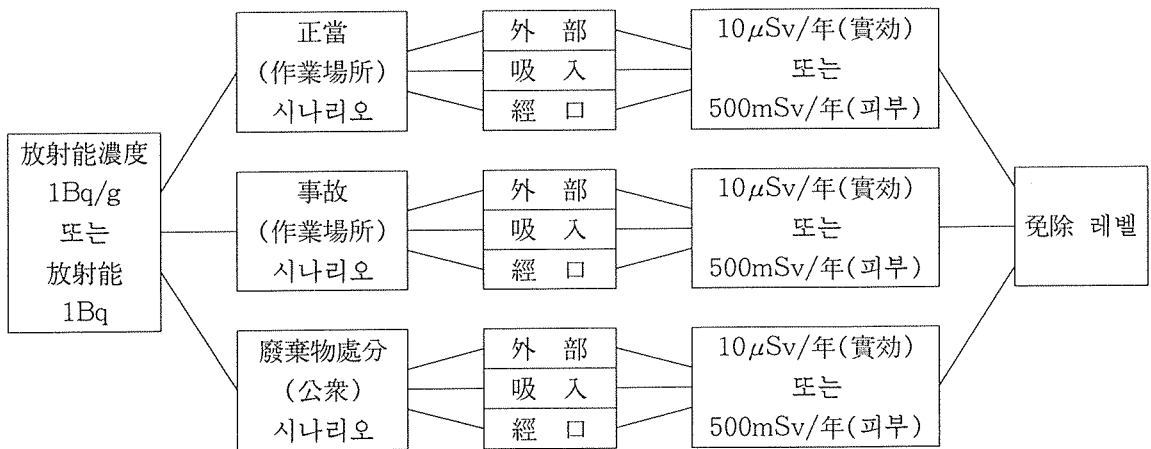 放射能濃度
1Bq/g
또는
放射能
1Bq
正當
(作業場所)
시나리오
外 部
吸 入
經 口
10μSv/年(實効)
또는
500mSv/年(피부)
事故
(作業場所)
시나리오
外 部
吸 入
經 口
10μSv/年(實効)
또는
500mSv/年(피부)
廢棄物處分
(公衆)
시나리오
外 部
吸 入
經 口
10μSv/年(實効)
또는
500mSv/年(피부)
免除 레벨